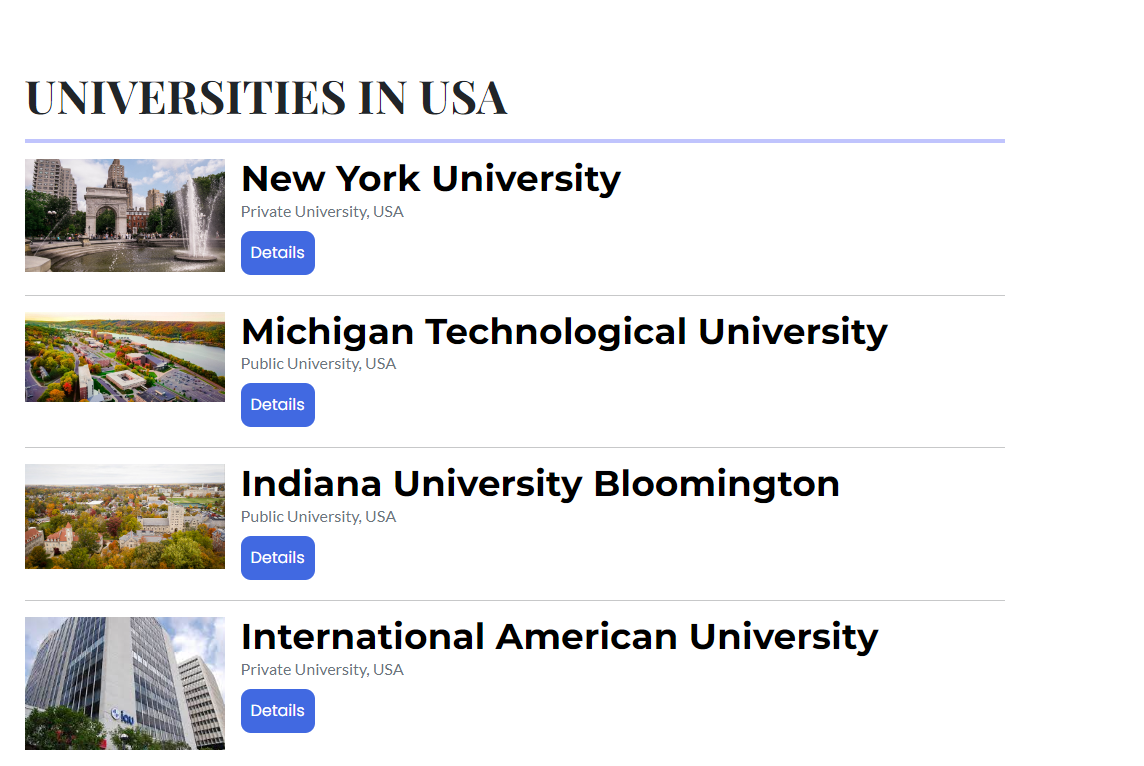 UNIVERSITIES IN USA
New York University
Private University, USA
Details
Michigan Technological University
Public University, USA
Details
Indiana University Bloomington
Public University, USA
Details
International American University
Private University, USA
Details
iau